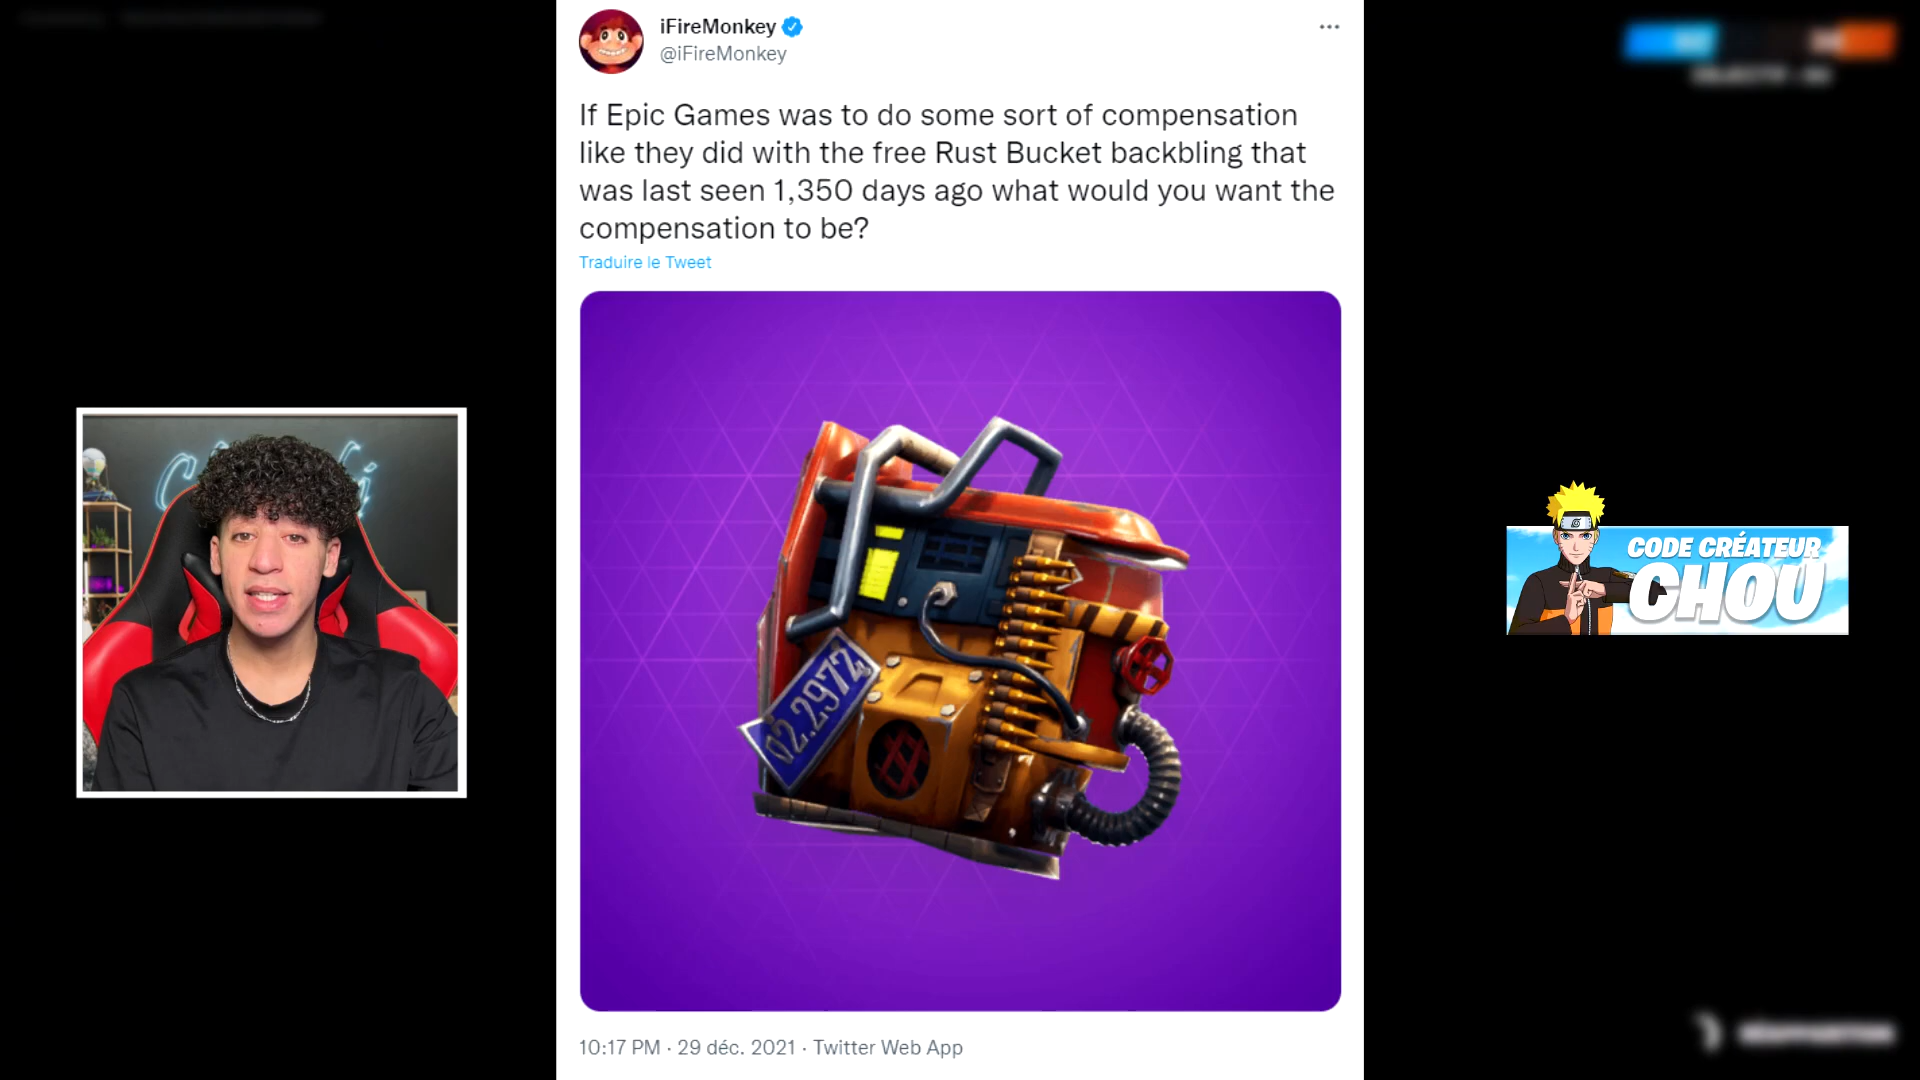 iFireMonkey
@iFireMonkey
If Epic Games was to do some sort of compensation
like they did with the free Rust Bucket backbling that
was last seen 1,350 days ago what would you want the
compensation to be?
Traduire le Tweet
02.2972
CODE CRÉATEUR
CHOU
10:17 PM · 29 déc. 2021 · Twitter Web App